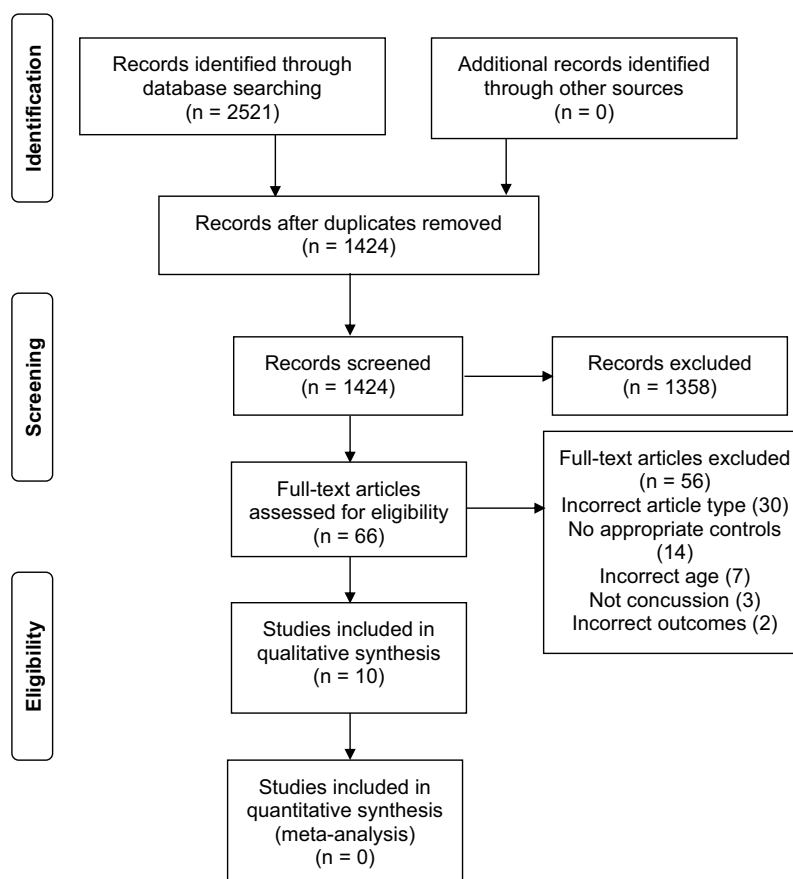 Identification
Records identified through
database searching
(n = 2521)
Additional records identified
through other sources
(n = 0)
Records after duplicates removed
(n = 1424)
Screening
Records screened
(n = 1424)
Records excluded
(n = 1358)
Full-text articles
assessed for eligibility
(n = 66)
Full-text articles excluded
(n = 56)
Incorrect article type (30)
No appropriate controls
(14)
Incorrect age (7)
Not concussion (3)
Incorrect outcomes (2)
Eligibility
Studies included in
qualitative synthesis
(n = 10)
Studies included in
quantitative synthesis
(meta-analysis)
(n = 0)